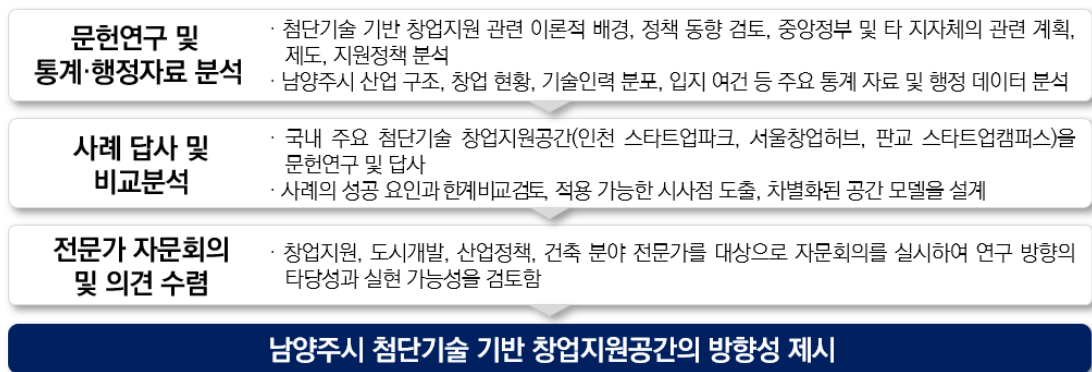 문헌연구 및
통계·행정자료 분석
· 첨단기술 기반 창업지원 관련 이론적 배경, 정책 동향 검토, 중앙정부 및 타 지자체의 관련 계획,
제도, 지원정책 분석
· 남양주시 산업 구조, 창업 현황, 기술인력 분포, 입지 여건 등 주요 통계 자료 및 행정 데이터 분석
사례 답사 및
비교분석
· 국내 주요 첨단기술 창업지원공간(인천 스타트업파크, 서울창업허브, 판교 스타트업캠퍼스)을
문헌연구 및 답사
· 사례의 성공 요인과 한계비교검토, 적용 가능한 시사점 도출, 차별화된 공간 모델을 설계
전문가 자문회의
및 의견 수렴
· 창업지원, 도시개발, 산업정책, 건축 분야 전문가를 대상으로 자문회의를 실시하여 연구 방향의
타당성과 실현 가능성을 검토함
남양주시 첨단기술 기반 창업지원공간의 방향성 제시